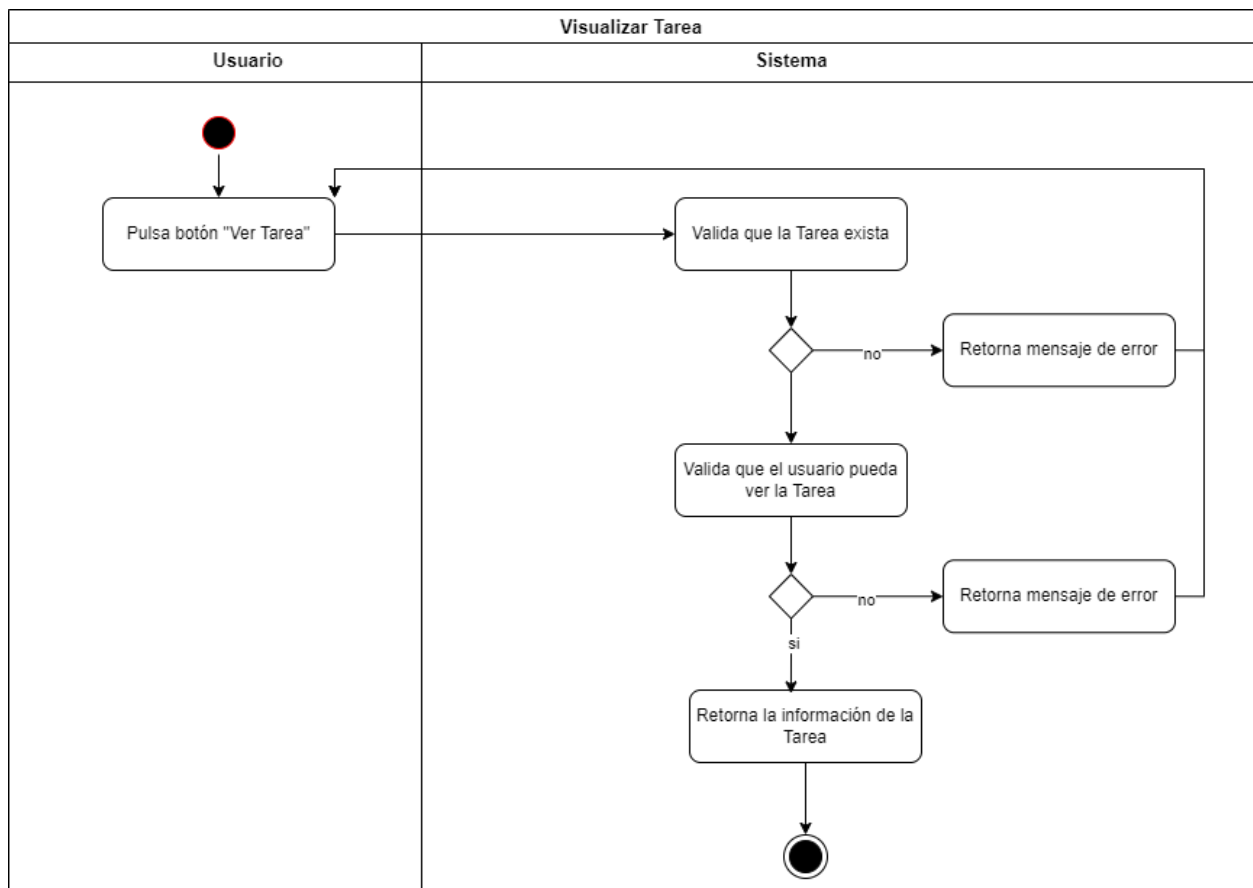 Visualizar Tarea
Usuario
Sistema
Pulsa botón "Ver Tarea"
Valida que la Tarea exista
no
Retorna mensaje de error
Valida que el usuario pueda
ver la Tarea
no
Retorna mensaje de error
si
Retorna la información de la
Tarea